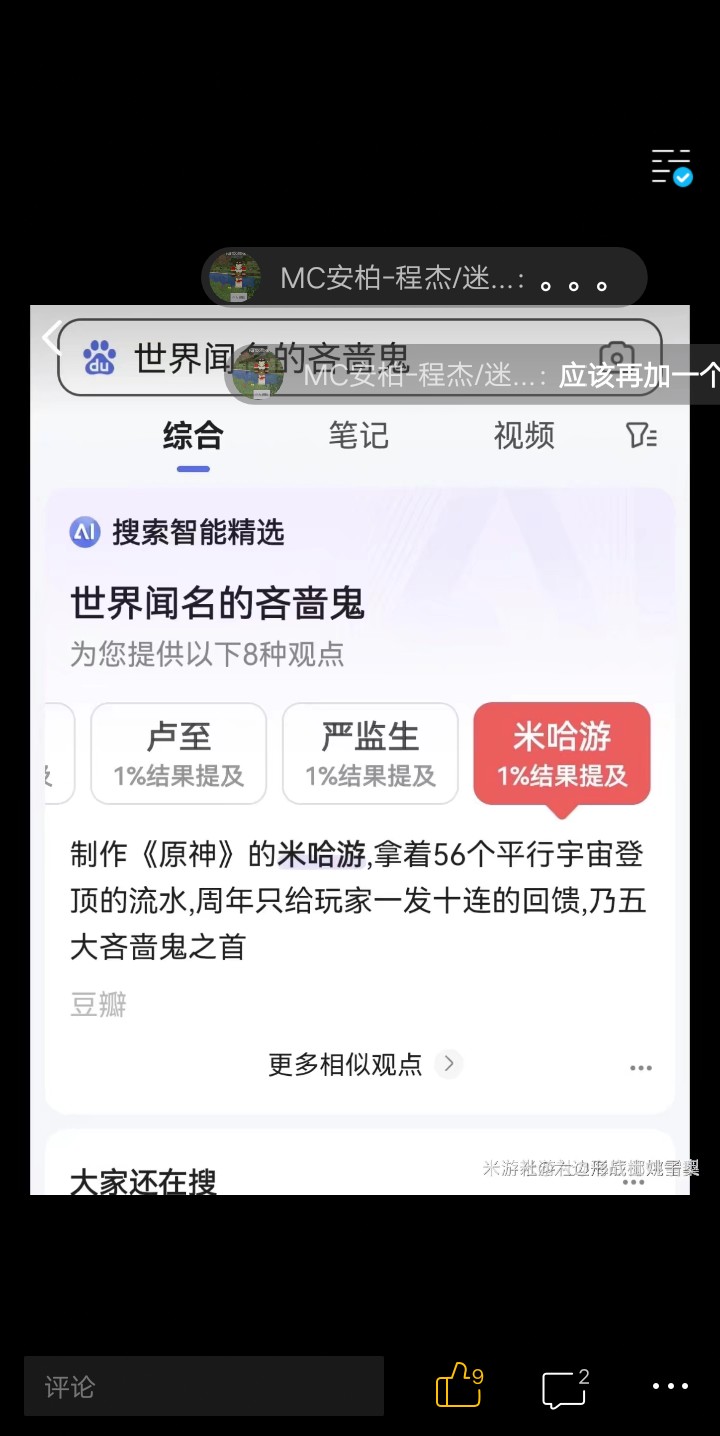 MC安柏-程杰/迷...: 。。。
世界闻名的吝啬鬼
MC安柏-程杰/迷...: 应该再加一个
综合 笔记 视频
搜索智能精选
世界闻名的吝啬鬼
为您提供以下8种观点
卢至 严监生 米哈游
1%结果提及 1%结果提及 1%结果提及
制作《原神》的米哈游,拿着56个平行宇宙登
顶的流水,周年只给玩家一发十连的回馈,乃五
大吝啬鬼之首
豆瓣
更多相似观点
大家还在搜
评论 9 2